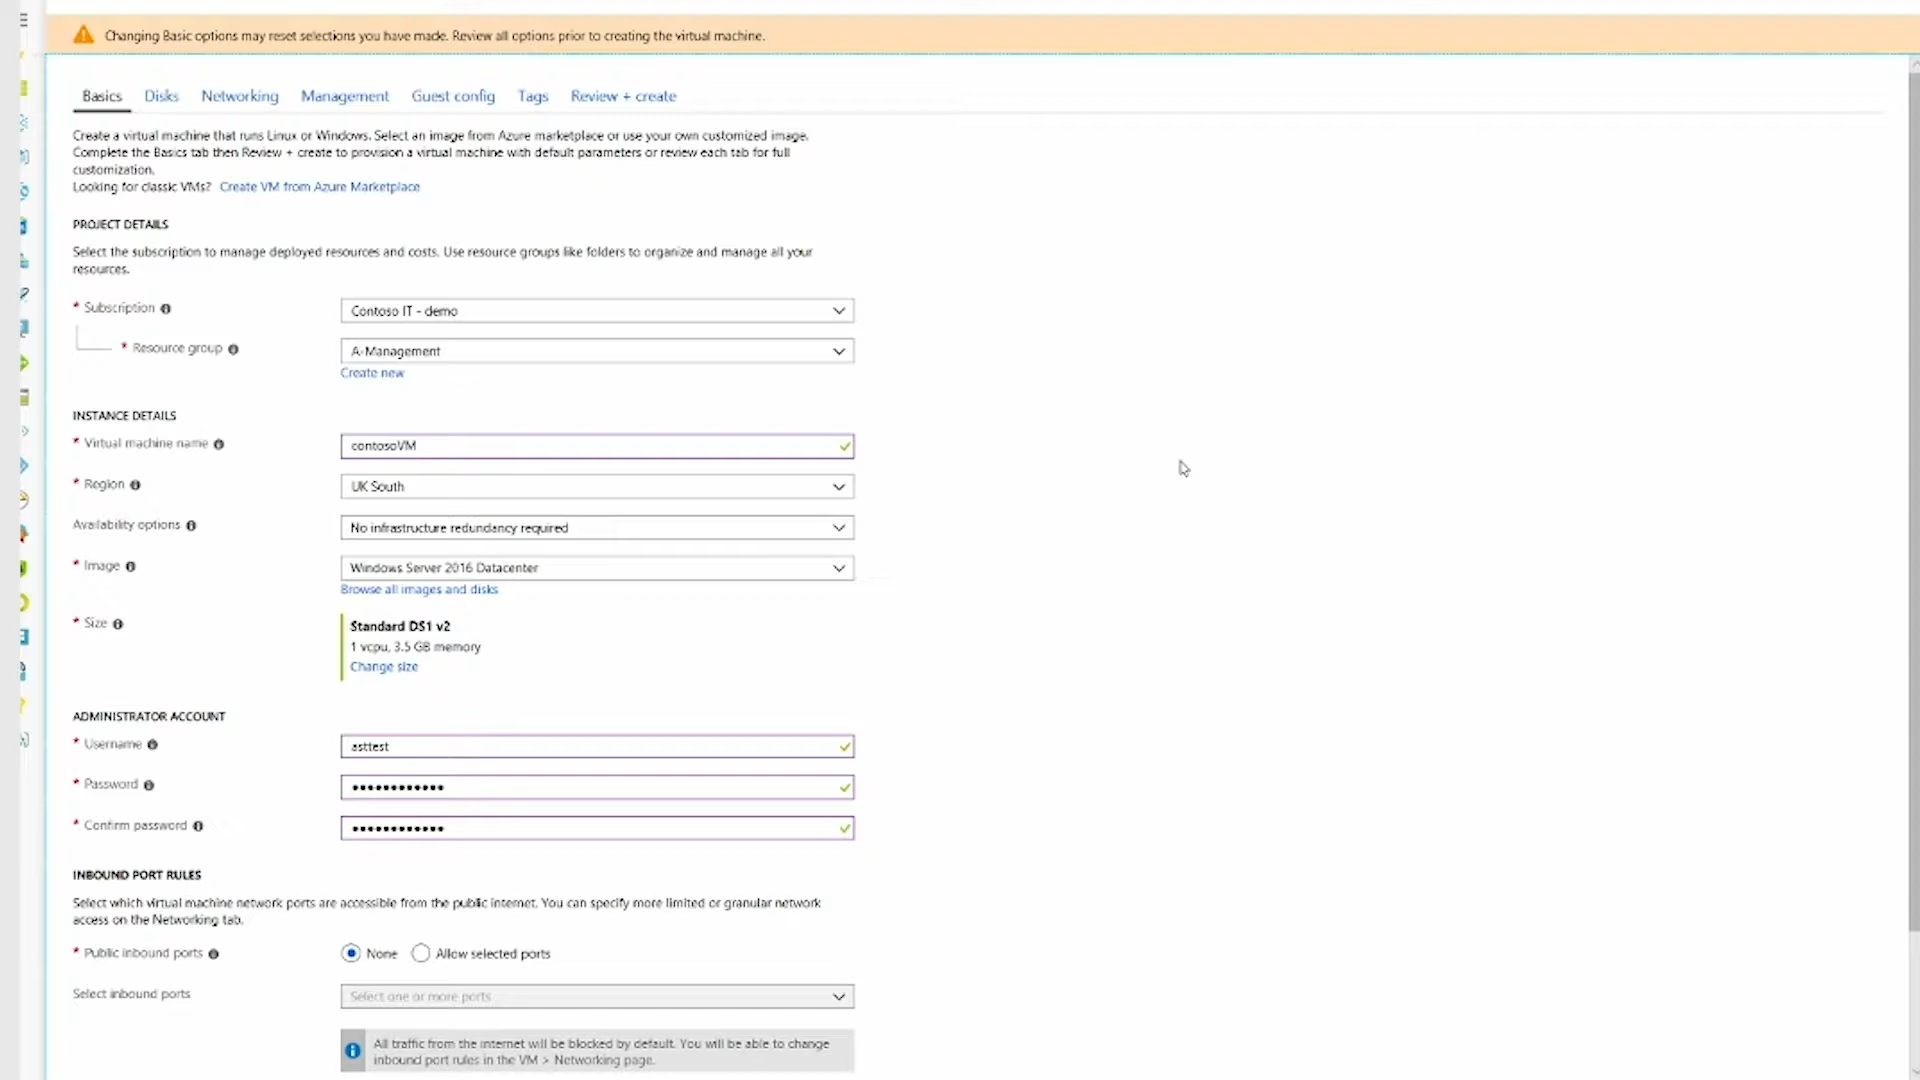 Changing Basic options may reset selections you have made. Review all options prior to creating the virtual machine.
Basics Disks Networking Management Guest config Tags Review + create
Create a virtual machine that runs Linux or Windows. Select an image from Azure marketplace or use your own customized image.
Complete the Basics tab then Review + create to provision a virtual machine with default parameters or review each tab for full
customization.
Looking for classic VMs? Create VM from Azure Marketplace
PROJECT DETAILS
Select the subscription to manage deployed resources and costs. Use resource groups like folders to organize and manage all your
resources.
* Subscription Contoso IT - demo
* Resource group A-Management
Create new
INSTANCE DETAILS
* Virtual machine name contosoVM
* Region UK South
Availability options No infrastructure redundancy required
* Image Windows Server 2016 Datacenter
Browse all images and disks
* Size Standard DS1 v2
1 vcpu, 3.5 GB memory
Change size
ADMINISTRATOR ACCOUNT
* Username asttest
* Password ••••••••••••
* Confirm password ••••••••••••
INBOUND PORT RULES
Select which virtual machine network ports are accessible from the public internet. You can specify more limited or granular network
access on the Networking tab.
* Public inbound ports None Allow selected ports
Select inbound ports Select one or more ports
All traffic from the internet will be blocked by default. You will be able to change
inbound port rules in the VM > Networking page.